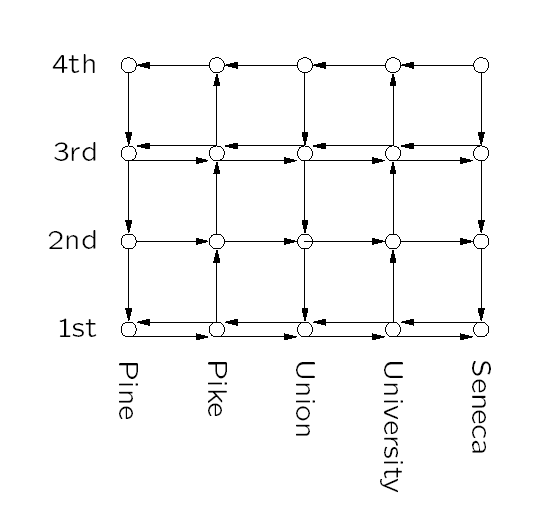 4th
3rd
2nd
1st
Pine
Pike
Union
University
Seneca